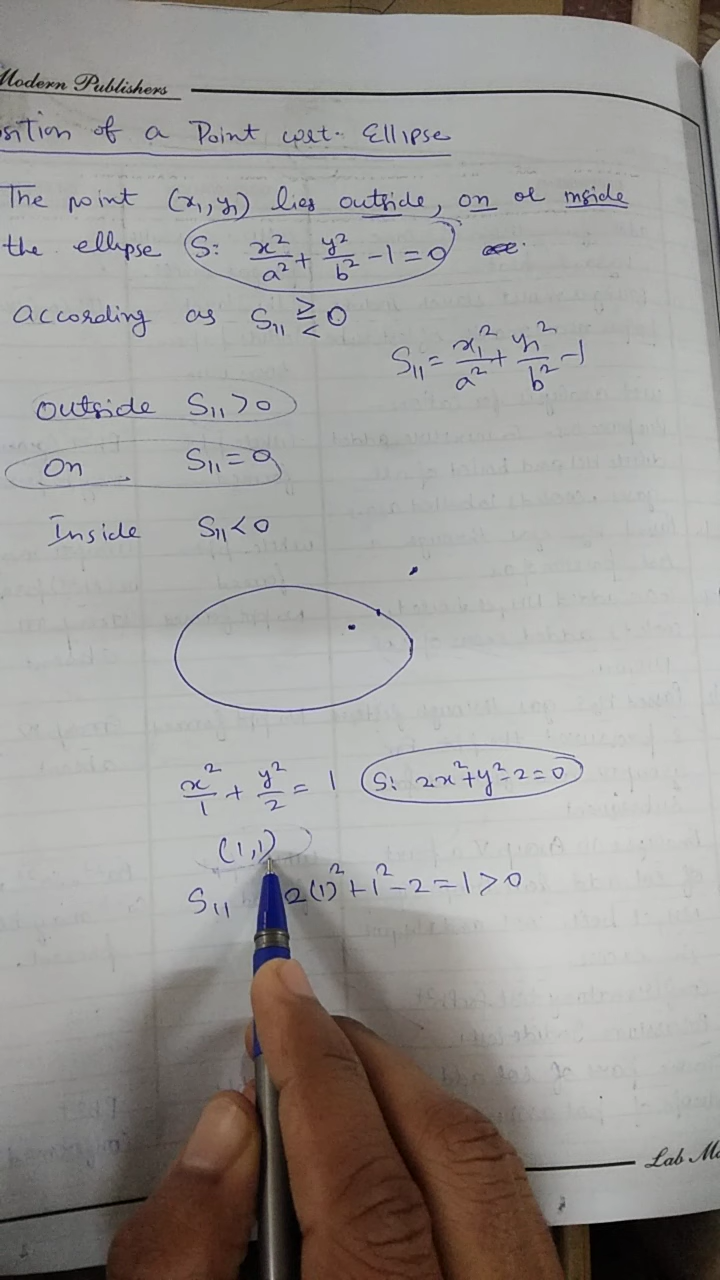 Modern Publishers
sition of a Point wrt. Ellipse
The point (x₁,y₁) lies outside, on or inside
the ellipse S: x²/a² + y²/b² - 1 = 0
according as S₁₁ ⪌ 0
S₁₁ = x₁²/a² + y₁²/b² - 1
Outside S₁₁ > 0
On S₁₁ = 0
Inside S₁₁ < 0
x²/1 + y²/2 = 1 S: 2x²+y²-2=0
(1,1)
S₁₁ 2(1)²+1²-2=1>0
Lab Ma